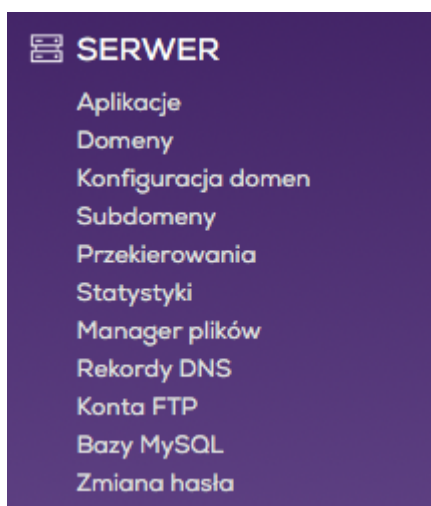 SERWER
Aplikacje
Domeny
Konfiguracja domen
Subdomeny
Przekierowania
Statystyki
Manager plików
Rekordy DNS
Konta FTP
Bazy MySQL
Zmiana hasła